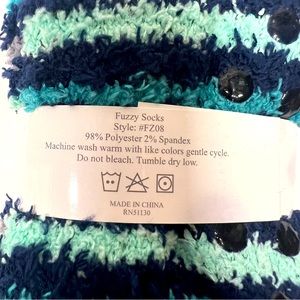 Fuzzy Socks
Style: #FZ08
98% Polyester 2% Spandex
Machine wash warm with like colors gentle cycle.
Do not bleach. Tumble dry low.
MADE IN CHINA
RN51130